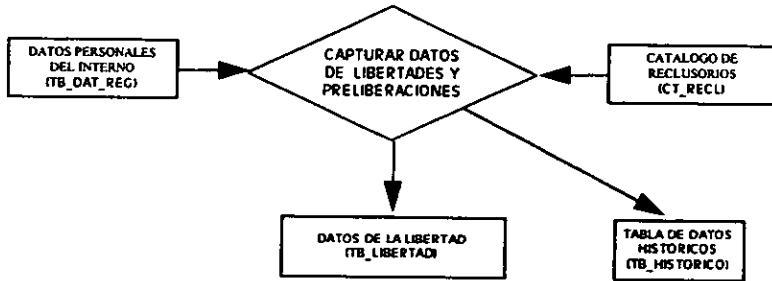 DATOS PERSONALES
DEL INTERNO
(TB_DAT_REG)
CAPTURAR DATOS
DE LIBERTADES Y
PRELIBERACIONES
CATALOGO DE
RECLUSORIOS
(CT_RECL)
DATOS DE LA LIBERTAD
(TB_LIBERTAD)
TABLA DE DATOS
HISTORICOS
(TB_HISTORICO)